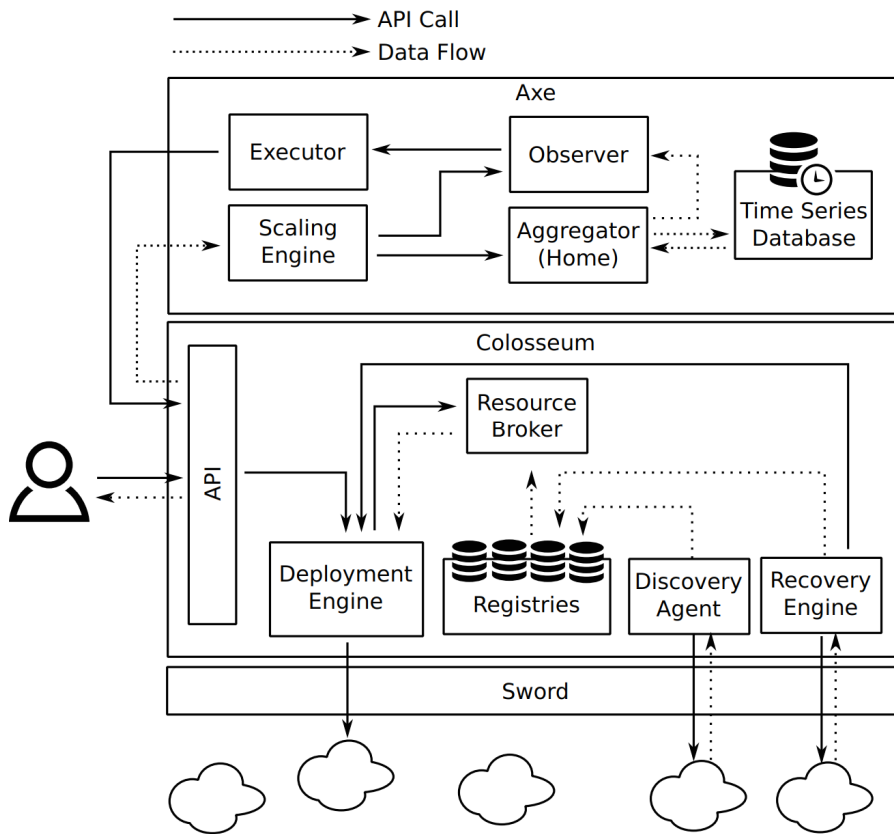 API Call
Data Flow
Axe
Executor
Observer
Scaling
Engine
Aggregator
(Home)
Time Series
Database
Colosseum
API
Resource
Broker
Deployment
Engine
Registries
Discovery
Agent
Recovery
Engine
Sword